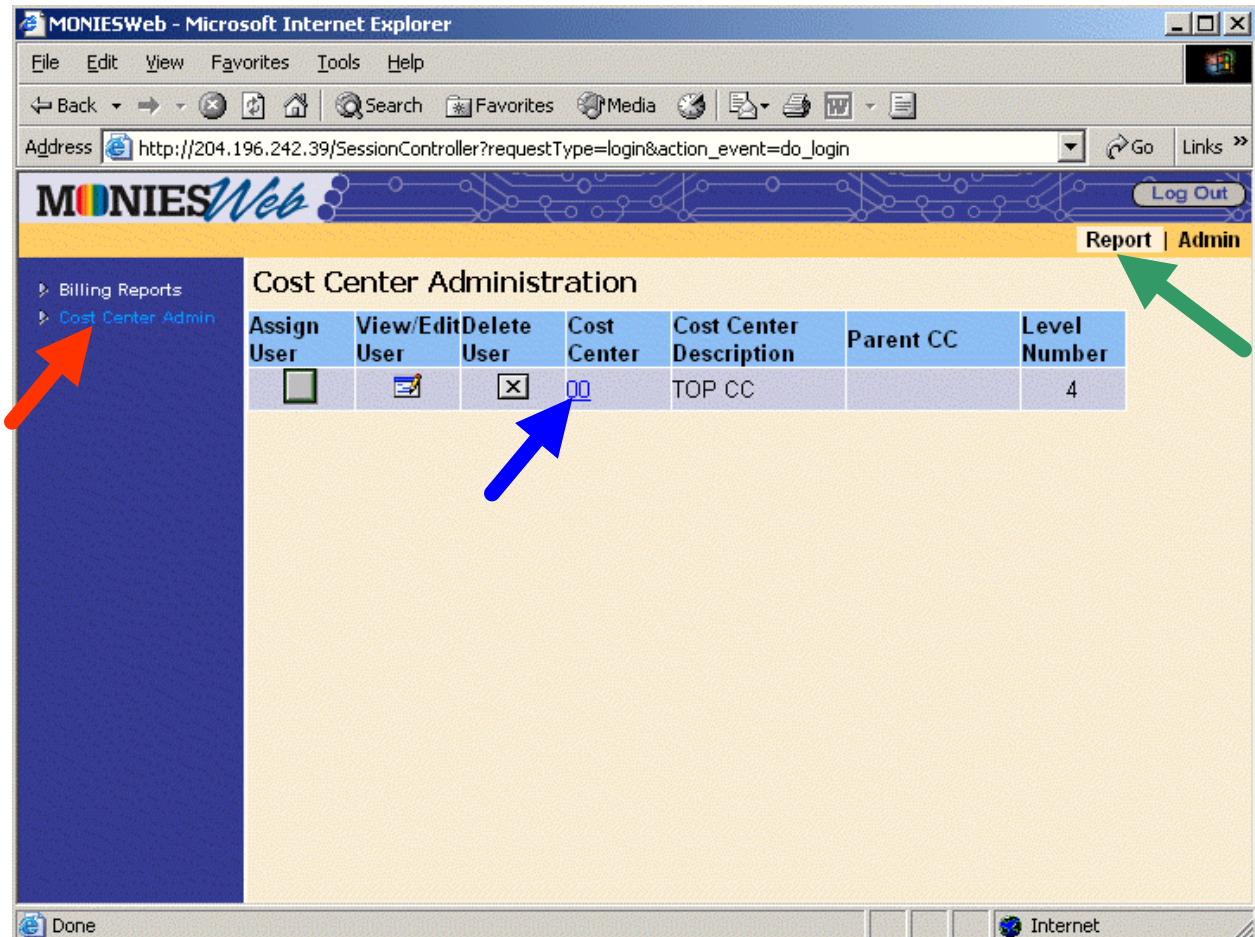 MONIESWeb - Microsoft Internet Explorer
File Edit View Favorites Tools Help
Back Search Favorites Media
Address http://204.196.242.39/SessionController?requestType=login&action_event=do_login Go Links »
MONIESWeb Log Out
Report | Admin
Billing Reports
Cost Center Admin
Cost Center Administration
Assign User View/Edit User Delete User Cost Center Cost Center Description Parent CC Level Number
00 TOP CC 4
Done Internet